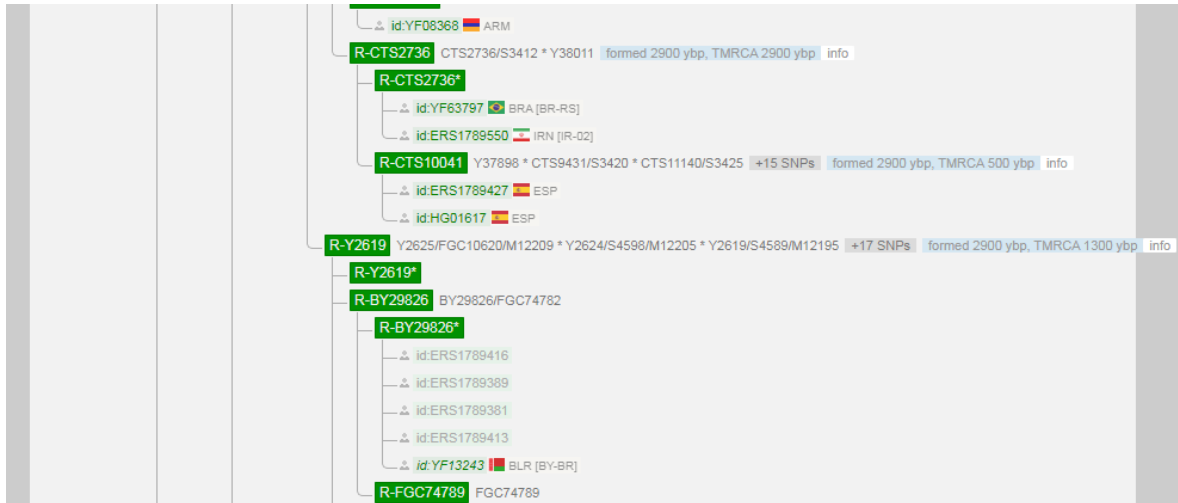 id:YF08368 ARM
R-CTS2736 CTS2736/S3412 * Y38011 formed 2900 ybp, TMRCA 2900 ybp info
R-CTS2736*
id:YF63797 BRA [BR-RS]
id:ERS1789550 IRN [IR-02]
R-CTS10041 Y37898 * CTS9431/S3420 * CTS11140/S3425 +15 SNPs formed 2900 ybp, TMRCA 500 ybp info
id:ERS1789427 ESP
id:HG01617 ESP
R-Y2619 Y2625/FGC10620/M12209 * Y2624/S4598/M12205 * Y2619/S4589/M12195 +17 SNPs formed 2900 ybp, TMRCA 1300 ybp info
R-Y2619*
R-BY29826 BY29826/FGC74782
R-BY29826*
id:ERS1789416
id:ERS1789389
id:ERS1789381
id:ERS1789413
id:YF13243 BLR [BY-BR]
R-FGC74789 FGC74789